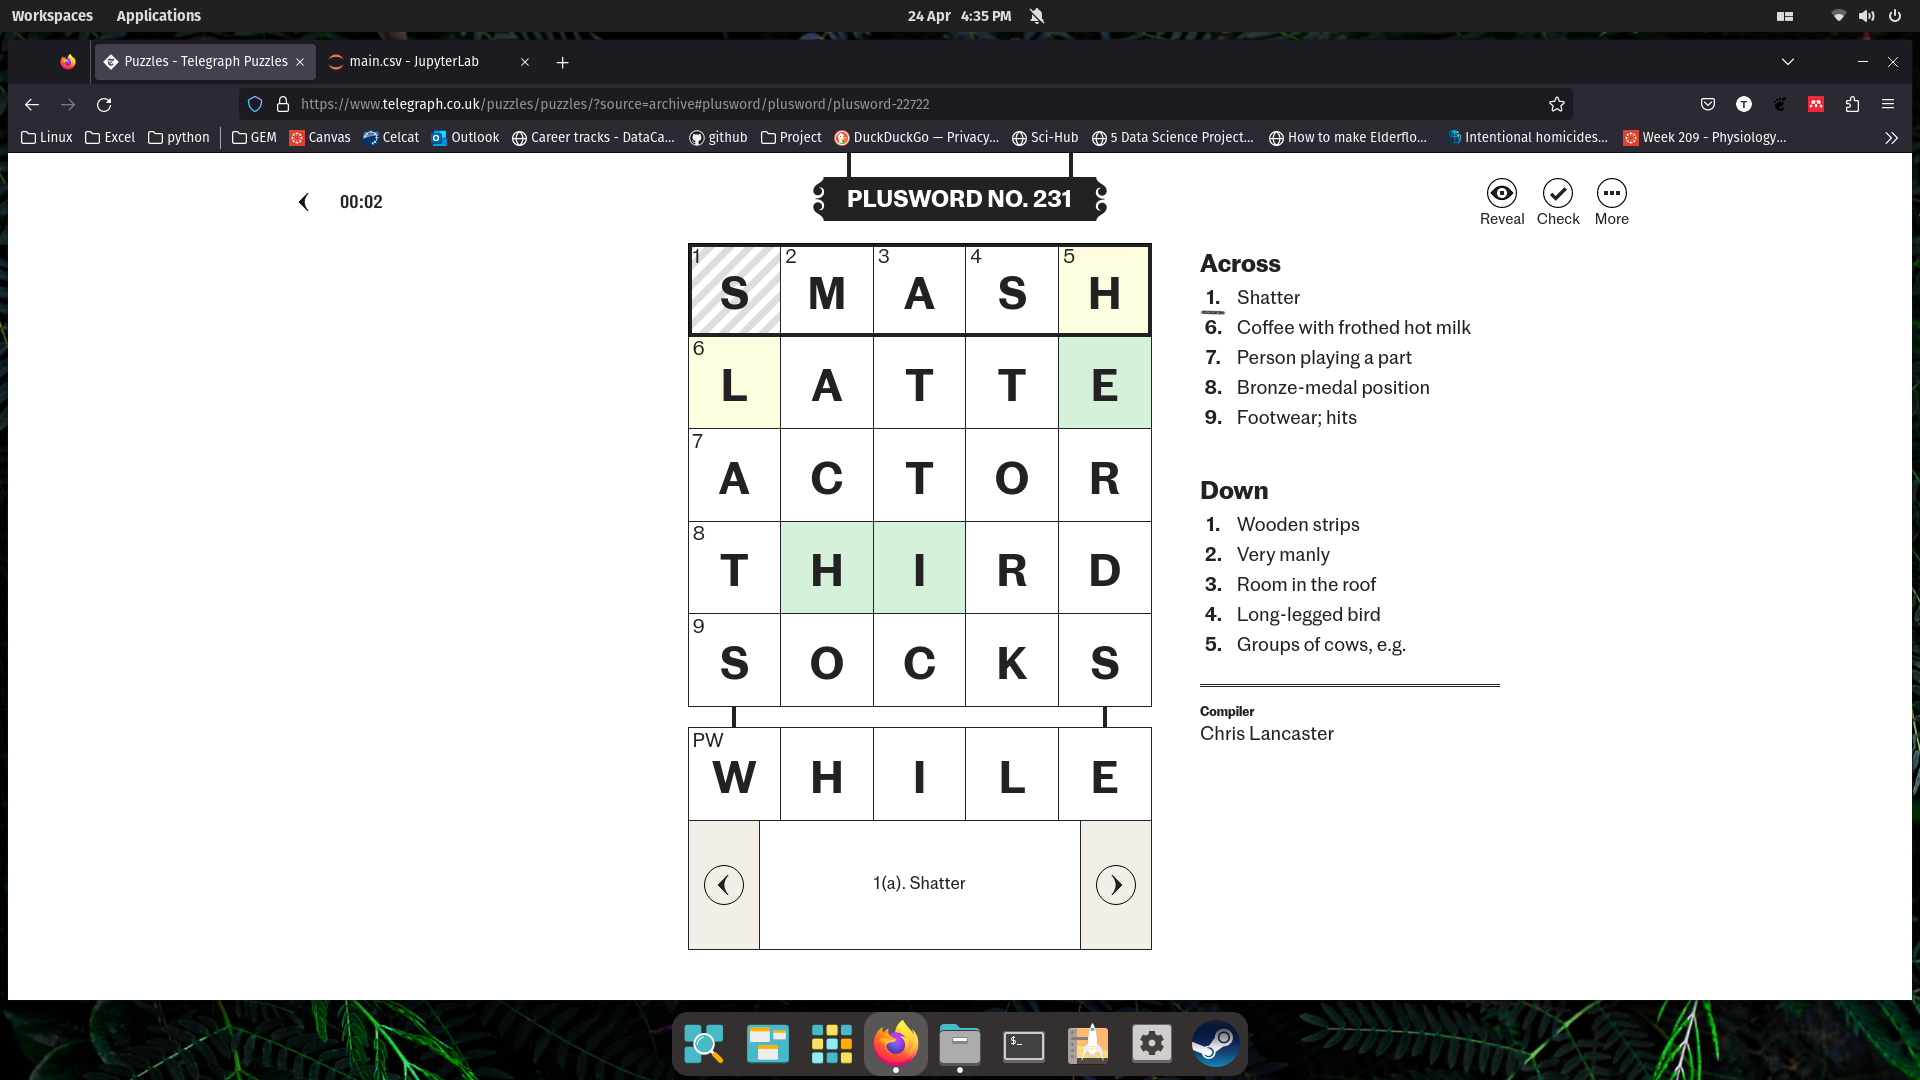 Workspaces Applications 24 Apr 4:35 PM
Puzzles - Telegraph Puzzles main.csv - JupyterLab
https://www.telegraph.co.uk/puzzles/puzzles/?source=archive#plusword/plusword/plusword-22722
Linux Excel python GEM Canvas Celcat Outlook Career tracks - DataCa... github Project DuckDuckGo — Privacy... Sci-Hub 5 Data Science Project... How to make Elderflo... Intentional homicides... Week 209 - Physiology...
00:02
PLUSWORD NO. 231
Reveal Check More
1 2 3 4 5
S M A S H
6
L A T T E
7
A C T O R
8
T H I R D
9
S O C K S
PW
W H I L E
1(a). Shatter
Across
1. Shatter
6. Coffee with frothed hot milk
7. Person playing a part
8. Bronze-medal position
9. Footwear; hits
Down
1. Wooden strips
2. Very manly
3. Room in the roof
4. Long-legged bird
5. Groups of cows, e.g.
Compiler
Chris Lancaster
$_